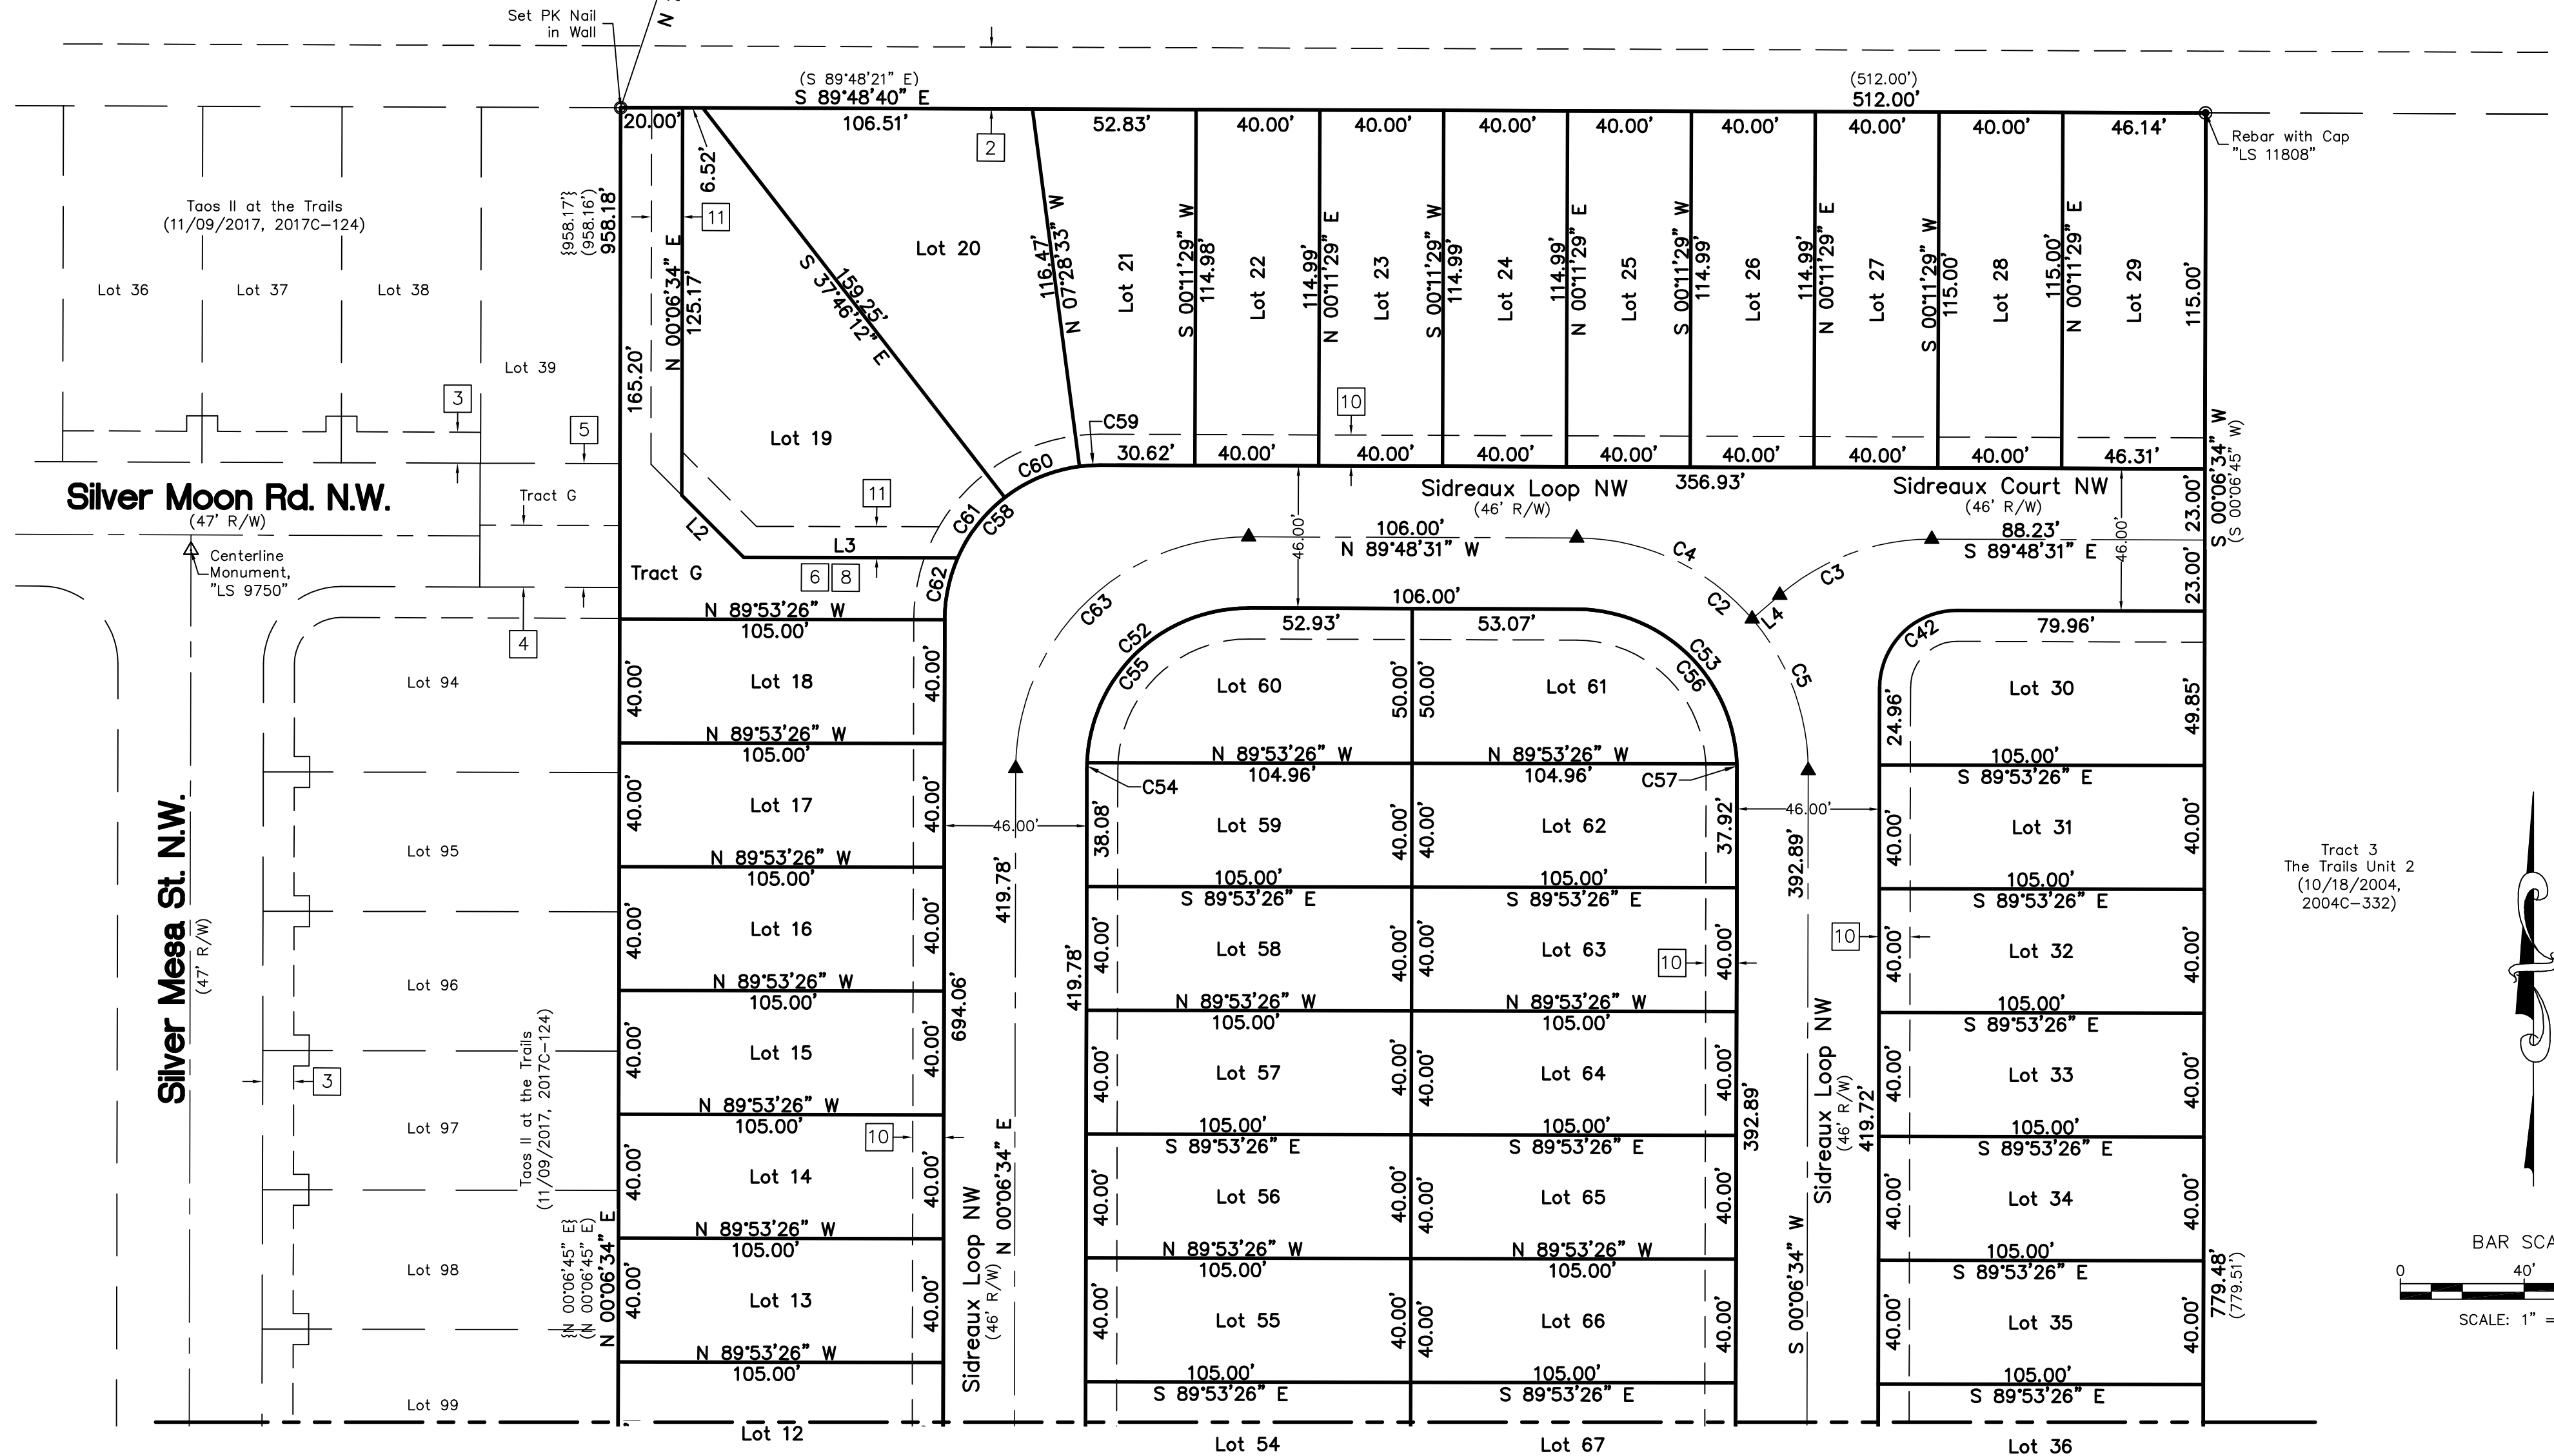 Set PK Nail
in Wall
N
(S 89°48'21" E)
S 89°48'40" E
(512.00')
512.00'
20.00'
106.51'
52.83'
40.00'
40.00'
40.00'
40.00'
40.00'
40.00'
40.00'
46.14'
2
Rebar with Cap
"LS 11808"
6.52'
Taos II at the Trails
(11/09/2017, 2017C-124)
{958.17'}
(958.16')
958.18'
11
N 00°06'34" E
125.17'
165.20'
Lot 20
159.25'
S 37°46'12" E
116.47'
N 07°28'33" W
Lot 21
S 00°11'29" W
114.98'
Lot 22
114.99'
N 00°11'29" E
Lot 23
S 00°11'29" W
114.99'
Lot 24
114.99'
N 00°11'29" E
Lot 25
S 00°11'29" W
114.99'
Lot 26
114.99'
N 00°11'29" E
Lot 27
S 00°11'29" W
115.00'
Lot 28
115.00'
N 00°11'29" E
Lot 29
115.00'
Lot 36
Lot 37
Lot 38
Lot 39
3
5
Lot 19
10
C59
C60
30.62'
40.00'
40.00'
40.00'
40.00'
40.00'
40.00'
40.00'
46.31'
356.93'
S 00°06'34" W
(S 00°06'45" W)
Silver Moon Rd. N.W.
(47' R/W)
Tract G
11
L2
L3
C61
C58
Sidreaux Loop NW
(46' R/W)
Sidreaux Court NW
(46' R/W)
23.00'
46.00'
46.00'
106.00'
N 89°48'31" W
88.23'
S 89°48'31" E
C4
C3
C2
L4
23.00'
Centerline
Monument,
"LS 9750"
Tract G
6
8
C62
C63
4
N 89°53'26" W
105.00'
106.00'
52.93'
53.07'
C52
C55
C53
C56
C5
C42
79.96'
Lot 94
40.00'
Lot 18
40.00'
Lot 60
50.00'
50.00'
Lot 61
24.96'
Lot 30
49.85'
N 89°53'26" W
105.00'
N 89°53'26" W
104.96'
N 89°53'26" W
104.96'
C54
C57
105.00'
S 89°53'26" E
40.00'
Lot 17
40.00'
46.00'
38.08'
Lot 59
40.00'
40.00'
Lot 62
37.92'
46.00'
40.00'
Lot 31
40.00'
Tract 3
The Trails Unit 2
(10/18/2004,
2004C-332)
Silver Mesa St. N.W.
(47' R/W)
Lot 95
N 89°53'26" W
105.00'
419.78'
392.89'
105.00'
S 89°53'26" E
105.00'
S 89°53'26" E
105.00'
S 89°53'26" E
40.00'
Lot 16
40.00'
419.78'
40.00'
Lot 58
40.00'
40.00'
Lot 63
10
40.00'
10
40.00'
Lot 32
40.00'
Lot 96
N 89°53'26" W
105.00'
694.06'
N 89°53'26" W
105.00'
N 89°53'26" W
105.00'
105.00'
S 89°53'26" E
Taos II at the Trails
(11/09/2017, 2017C-124)
3
40.00'
Lot 15
40.00'
40.00'
Lot 57
40.00'
40.00'
Lot 64
40.00'
392.89'
Sidreaux Loop NW
(46' R/W)
419.72'
40.00'
Lot 33
40.00'
Lot 97
N 89°53'26" W
105.00'
10
N 00°06'34" E
105.00'
S 89°53'26" E
105.00'
S 89°53'26" E
105.00'
S 89°53'26" E
40.00'
Lot 14
40.00'
Sidreaux Loop NW
(46' R/W)
40.00'
Lot 56
40.00'
40.00'
Lot 65
40.00'
S 00°06'34" W
40.00'
Lot 34
40.00'
{N 00°06'45" E}
(N 00°06'45" E)
N 00°06'34" E
Lot 98
N 89°53'26" W
105.00'
N 89°53'26" W
105.00'
N 89°53'26" W
105.00'
105.00'
S 89°53'26" E
779.48'
(779.51')
40.00'
Lot 13
40.00'
40.00'
Lot 55
40.00'
40.00'
Lot 66
40.00'
40.00'
Lot 35
40.00'
N 89°53'26" W
105.00'
105.00'
S 89°53'26" E
105.00'
S 89°53'26" E
105.00'
S 89°53'26" E
Lot 99
Lot 12
Lot 54
Lot 67
Lot 36
BAR SCA
0
40'
SCALE: 1" =